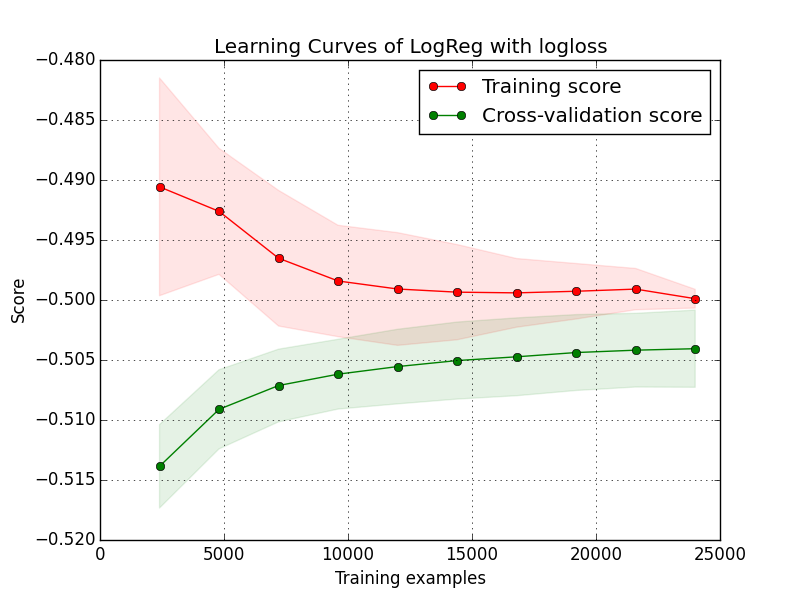 Learning Curves of LogReg with logloss
Training score
Cross-validation score
−0.480
−0.485
−0.490
−0.495
−0.500
−0.505
−0.510
−0.515
−0.520
Score
0 5000 10000 15000 20000 25000
Training examples